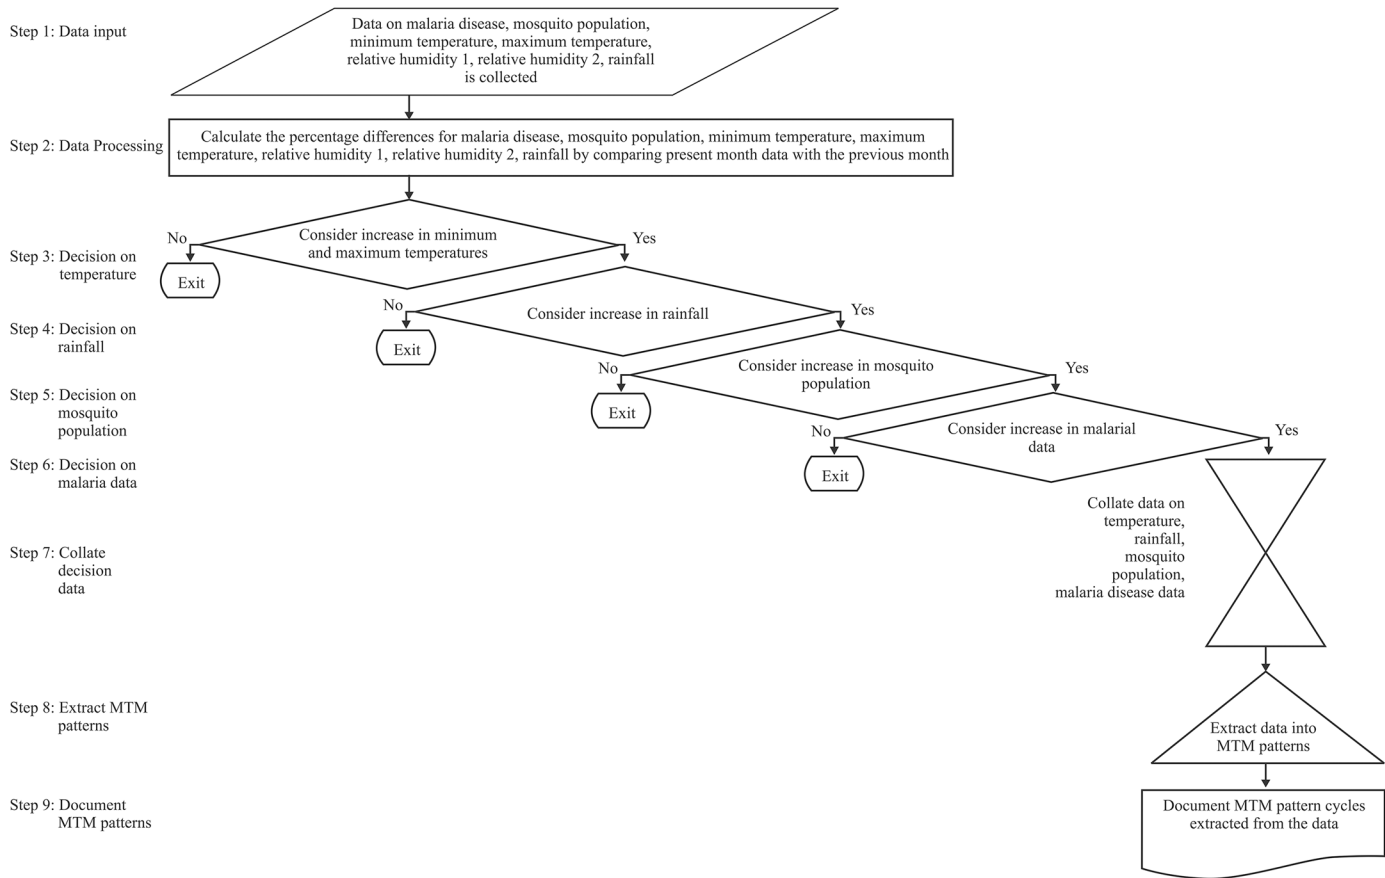 Step 1: Data input
Data on malaria disease, mosquito population,
minimum temperature, maximum temperature,
relative humidity 1, relative humidity 2, rainfall
is collected
Step 2: Data Processing
Calculate the percentage differences for malaria disease, mosquito population, minimum temperature, maximum
temperature, relative humidity 1, relative humidity 2, rainfall by comparing present month data with the previous month
Step 3: Decision on
temperature
No
Consider increase in minimum
and maximum temperatures
Yes
Exit
Step 4: Decision on
rainfall
No
Consider increase in rainfall
Yes
Exit
Step 5: Decision on
mosquito
population
No
Consider increase in mosquito
population
Yes
Exit
Step 6: Decision on
malaria data
No
Consider increase in malarial
data
Yes
Exit
Step 7: Collate
decision
data
Collate data on
temperature,
rainfall,
mosquito
population,
malaria disease data
Step 8: Extract MTM
patterns
Extract data into
MTM patterns
Step 9: Document
MTM patterns
Document MTM pattern cycles
extracted from the data